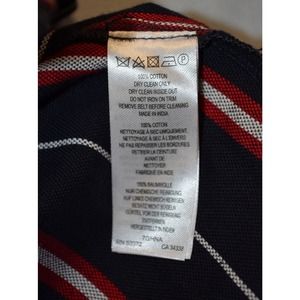 P
100% COTTON
DRY CLEAN ONLY
DRY CLEAN INSIDE OUT
DO NOT IRON ON TRIM
REMOVE BELT BEFORE CLEANING
MADE IN INDIA
100% COTON
NETTOYAGE À SEC UNIQUEMENT
NETTOYAGE À SEC À L'ENVERS
NE PAS REPASSER LES BORDURES
RETIRER LA CEINTURE
AVANT DE
NETTOYER
FABRIQUÉ EN INDE
100% BAUMWOLLE
NUR CHEMISCHE REINIGUNG
AUF LINKS CHEMISCH REINIGEN
BESATZ NICHT BÜGELN
GÜRTEL VOR DER REINIGUNG
ENTFERNEN
HERGESTELLT IN INDIEN
CA 34338